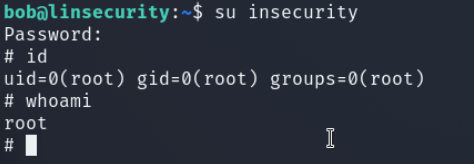 bob@linsecurity:~$ su insecurity
Password:
# id
uid=0(root) gid=0(root) groups=0(root)
# whoami
root
#